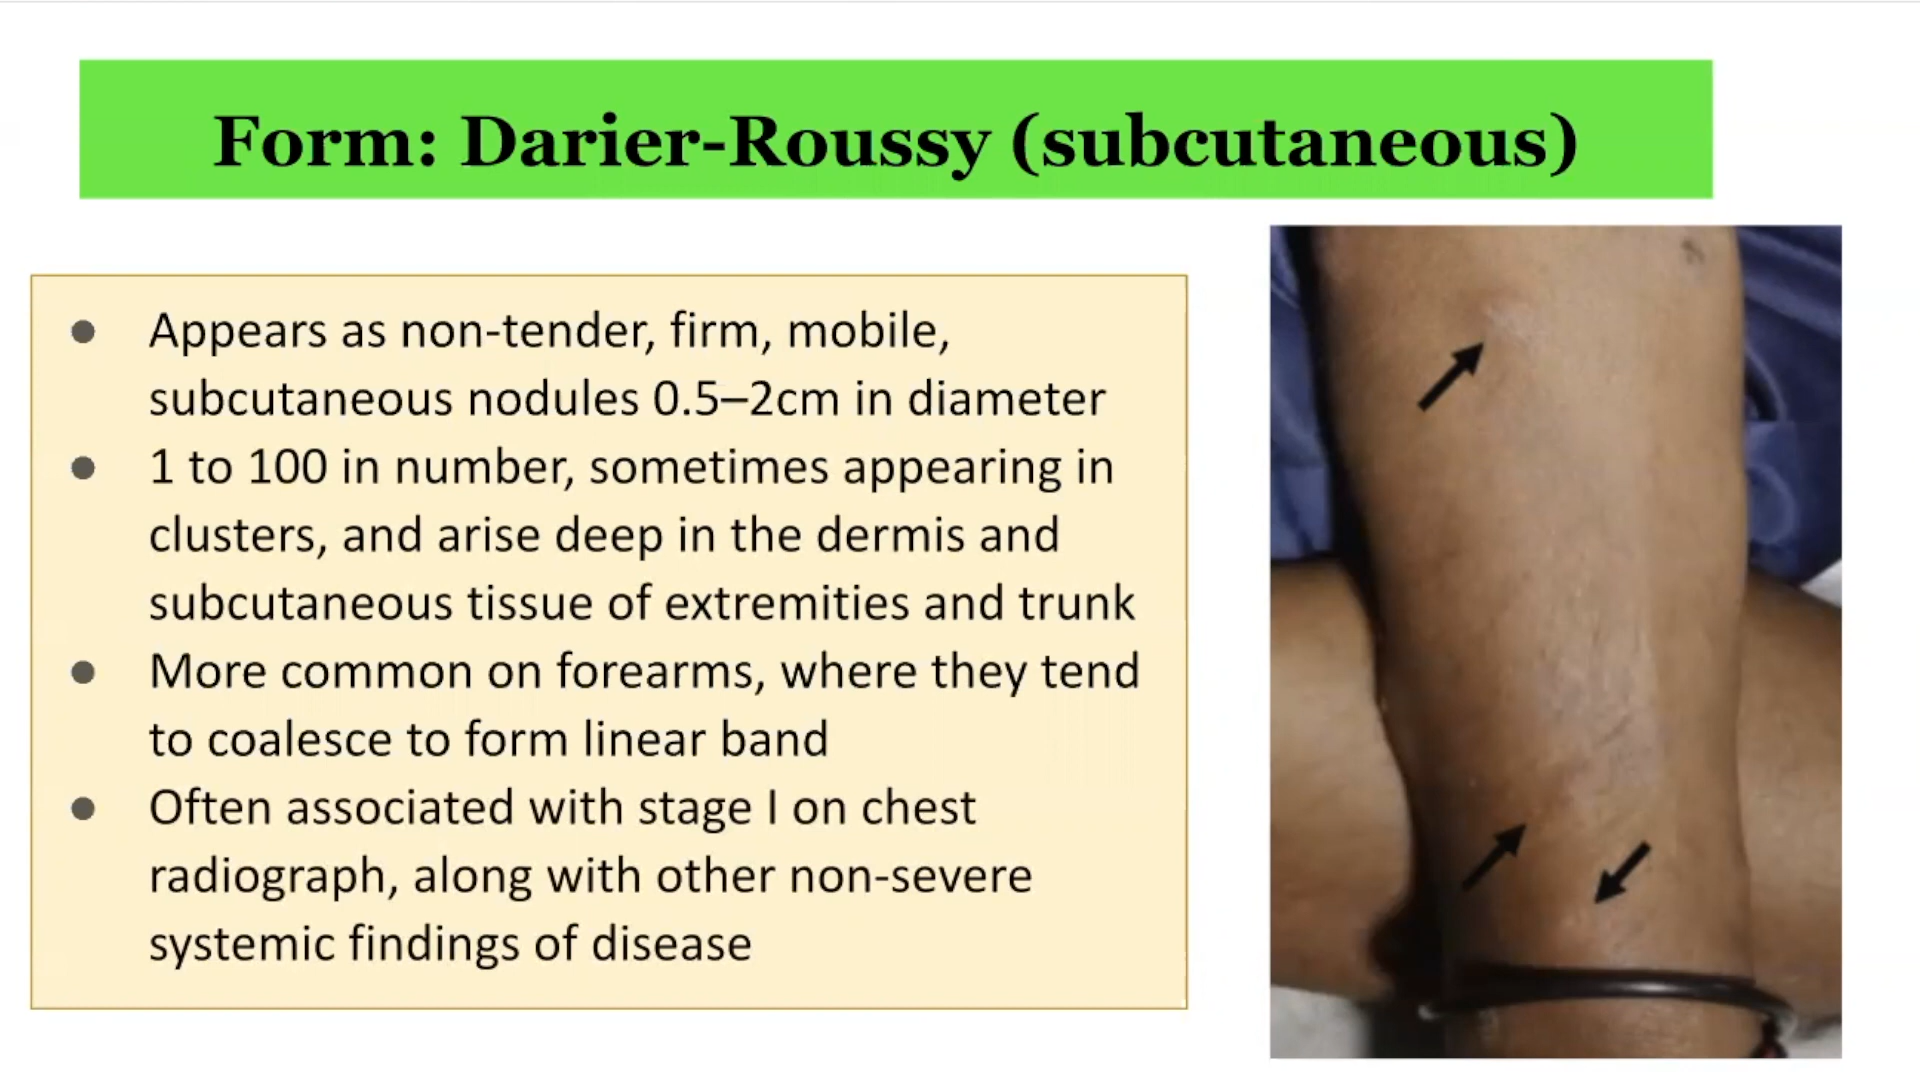 Form: Darier-Roussy (subcutaneous)
● Appears as non-tender, firm, mobile,
subcutaneous nodules 0.5–2cm in diameter
● 1 to 100 in number, sometimes appearing in
clusters, and arise deep in the dermis and
subcutaneous tissue of extremities and trunk
● More common on forearms, where they tend
to coalesce to form linear band
● Often associated with stage I on chest
radiograph, along with other non-severe
systemic findings of disease